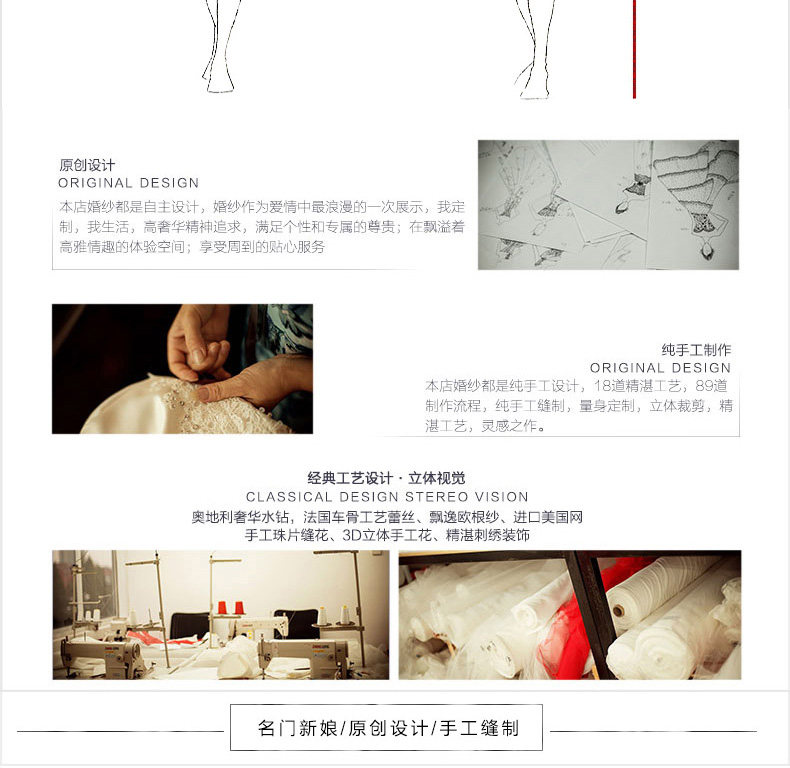 原创设计
ORIGINAL DESIGN
本店婚纱都是自主设计，婚纱作为爱情中最浪漫的一次展示，我定
制，我生活，高奢华精神追求，满足个性和专属的尊贵；在飘溢着
高雅情趣的体验空间；享受周到的贴心服务
纯手工制作
ORIGINAL DESIGN
本店婚纱都是纯手工设计，18道精湛工艺，89道
制作流程，纯手工缝制，量身定制，立体裁剪，精
湛工艺，灵感之作。
经典工艺设计·立体视觉
CLASSICAL DESIGN STEREO VISION
奥地利奢华水钻，法国车骨工艺蕾丝、飘逸欧根纱、进口美国网
手工珠片缝花、3D立体手工花、精湛刺绣装饰
名门新娘/原创设计/手工缝制